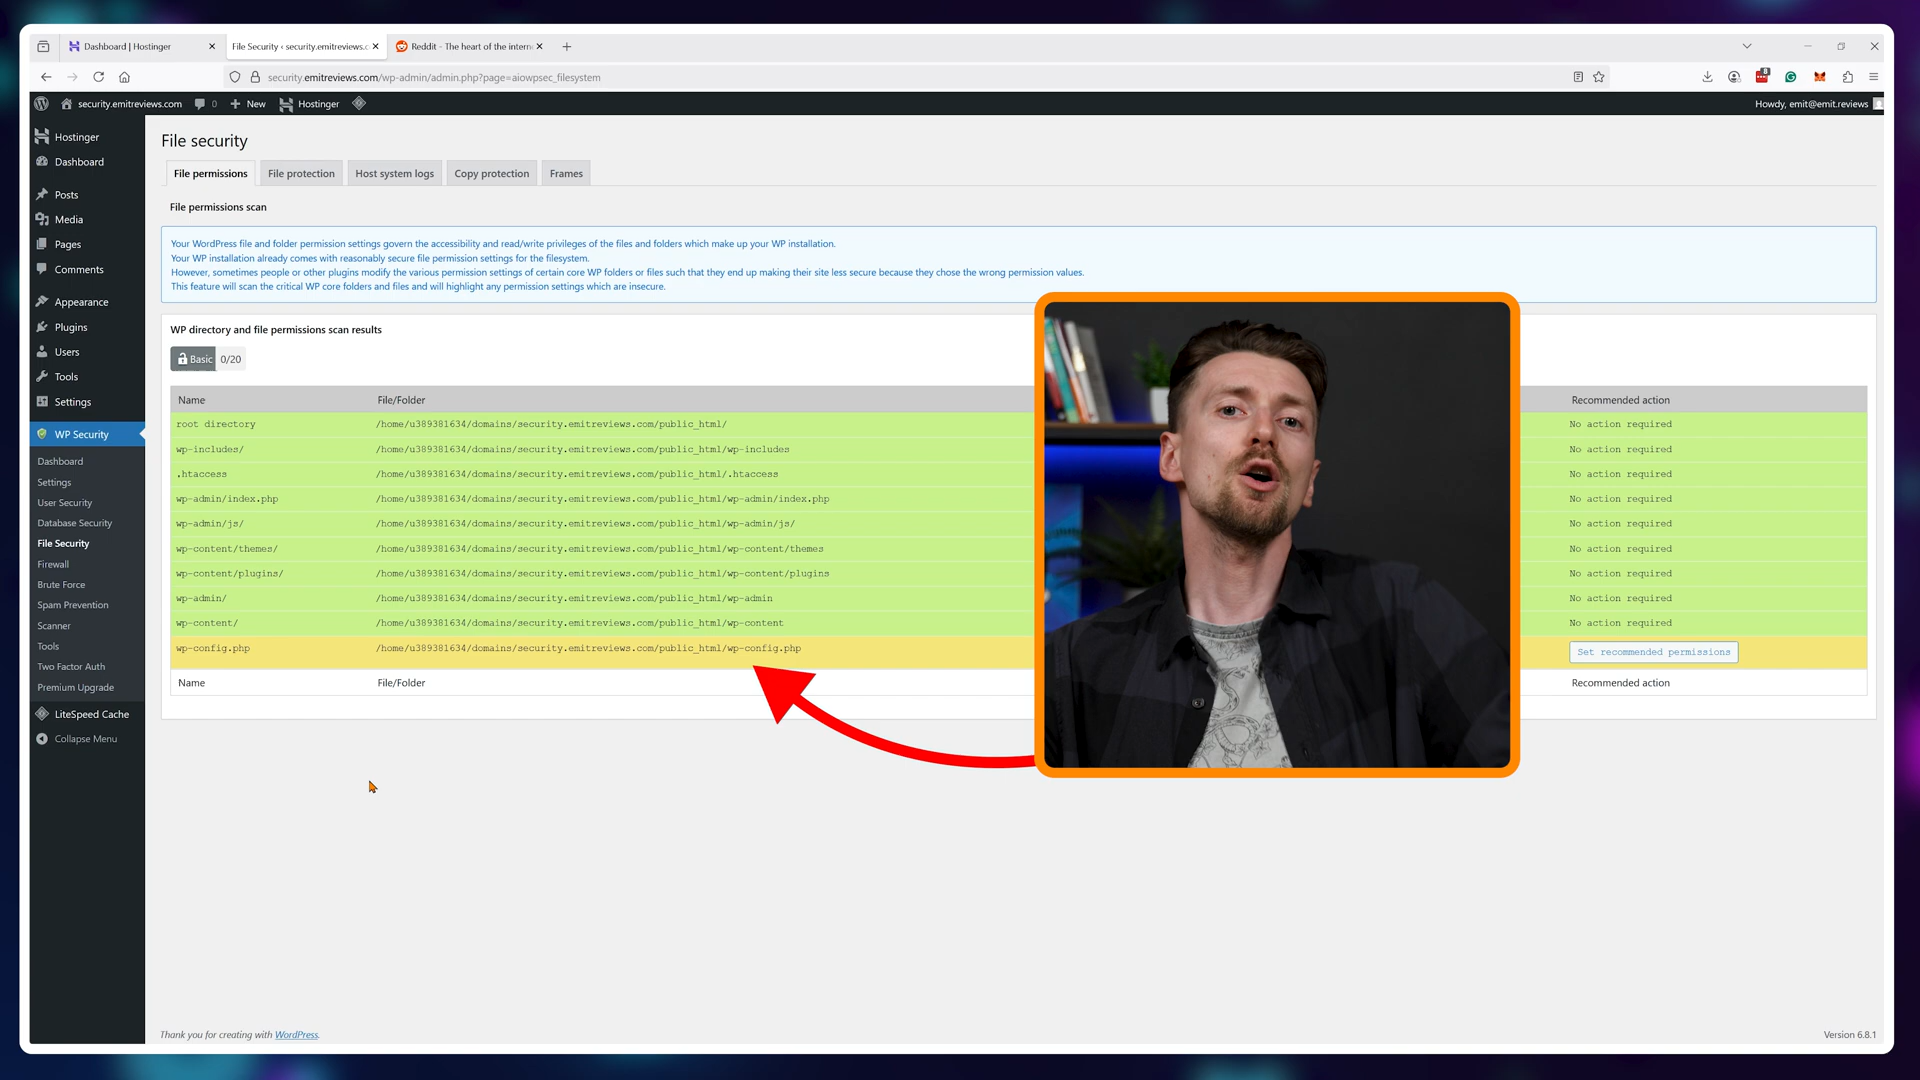 Dashboard | Hostinger
File Security ‹ security.emitreviews.c
Reddit - The heart of the intern
security.emitreviews.com/wp-admin/admin.php?page=aiowpsec_filesystem
security.emitreviews.com
0
New
Hostinger
Howdy, emit@emit.reviews
Hostinger
Dashboard
Posts
Media
Pages
Comments
Appearance
Plugins
Users
Tools
Settings
WP Security
Dashboard
Settings
User Security
Database Security
File Security
Firewall
Brute Force
Spam Prevention
Scanner
Tools
Two Factor Auth
Premium Upgrade
LiteSpeed Cache
Collapse Menu
File security
File permissions
File protection
Host system logs
Copy protection
Frames
File permissions scan
Your WordPress file and folder permission settings govern the accessibility and read/write privileges of the files and folders which make up your WP installation.
Your WP installation already comes with reasonably secure file permission settings for the filesystem.
However, sometimes people or other plugins modify the various permission settings of certain core WP folders or files such that they end up making their site less secure because they chose the wrong permission values.
This feature will scan the critical WP core folders and files and will highlight any permission settings which are insecure.
WP directory and file permissions scan results
Basic 0/20
Name File/Folder Recommended action
root directory /home/u389381634/domains/security.emitreviews.com/public_html/ No action required
wp-includes/ /home/u389381634/domains/security.emitreviews.com/public_html/wp-includes No action required
.htaccess /home/u389381634/domains/security.emitreviews.com/public_html/.htaccess No action required
wp-admin/index.php /home/u389381634/domains/security.emitreviews.com/public_html/wp-admin/index.php No action required
wp-admin/js/ /home/u389381634/domains/security.emitreviews.com/public_html/wp-admin/js/ No action required
wp-content/themes/ /home/u389381634/domains/security.emitreviews.com/public_html/wp-content/themes No action required
wp-content/plugins/ /home/u389381634/domains/security.emitreviews.com/public_html/wp-content/plugins No action required
wp-admin/ /home/u389381634/domains/security.emitreviews.com/public_html/wp-admin No action required
wp-content/ /home/u389381634/domains/security.emitreviews.com/public_html/wp-content No action required
wp-config.php /home/u389381634/domains/security.emitreviews.com/public_html/wp-config.php Set recommended permissions
Name File/Folder Recommended action
Thank you for creating with WordPress.
Version 6.8.1